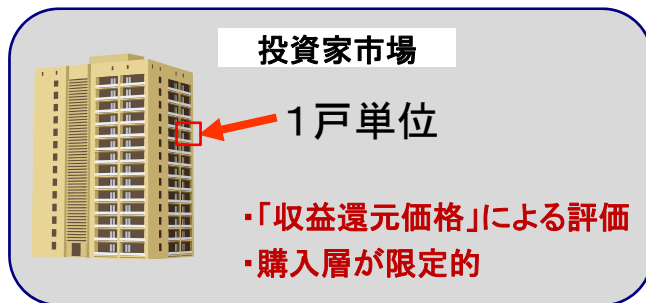 投資家市場
１戸単位
・「収益還元価格」による評価
・購入層が限定的